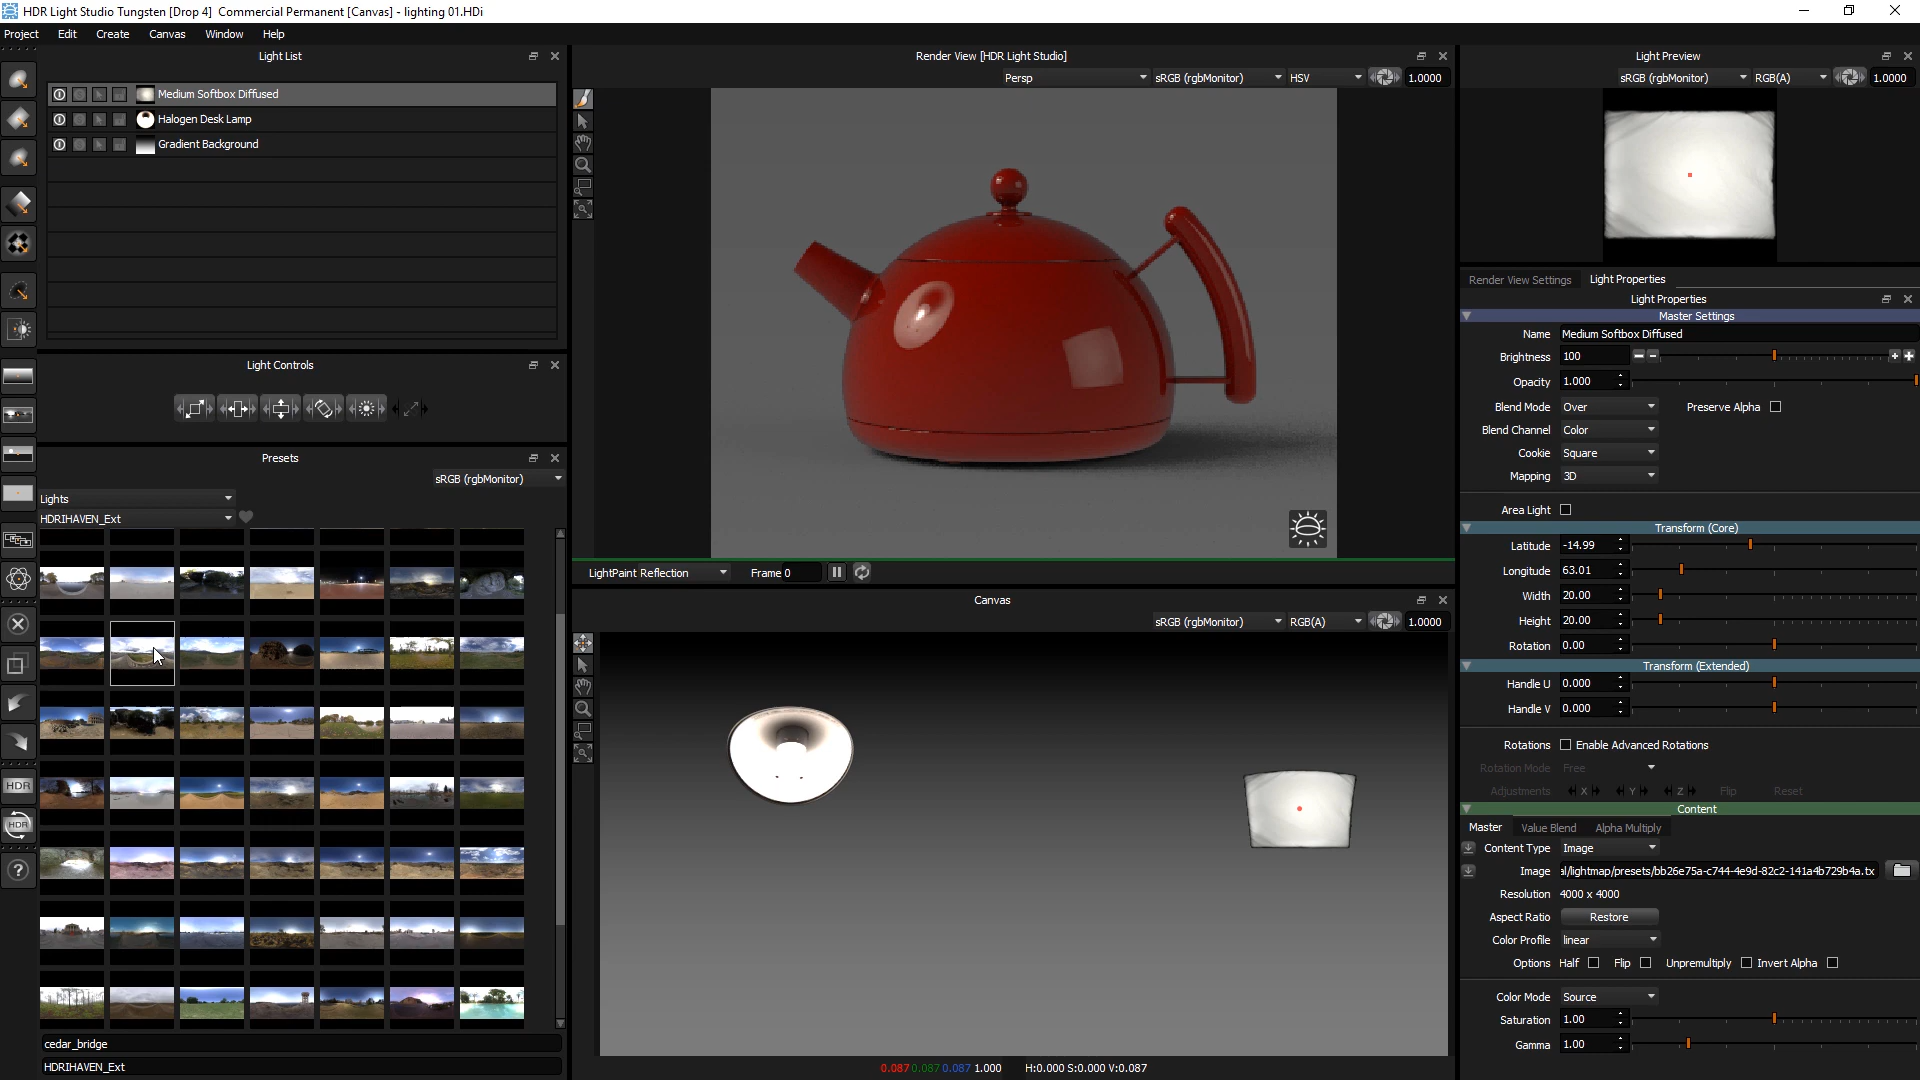 HDR Light Studio Tungsten [Drop 4]  Commercial Permanent [Canvas] - lighting 01.HDi
Project Edit Create Canvas Window Help
Light List
Medium Softbox Diffused
Halogen Desk Lamp
Gradient Background
Light Controls
Presets
sRGB (rgbMonitor)
Lights
HDRIHAVEN_Ext
cedar_bridge
HDRIHAVEN_Ext
HDR
HDR
?
Render View [HDR Light Studio]
Persp sRGB (rgbMonitor) HSV 1.0000
LightPaint Reflection Frame 0
Canvas
sRGB (rgbMonitor) RGB(A) 1.0000
0.087 0.087 0.087 1.000 H:0.000 S:0.000 V:0.087
Light Preview
sRGB (rgbMonitor) RGB(A) 1.0000
Render View Settings Light Properties
Light Properties
Master Settings
Name Medium Softbox Diffused
Brightness 100
Opacity 1.000
Blend Mode Over Preserve Alpha
Blend Channel Color
Cookie Square
Mapping 3D
Area Light
Transform (Core)
Latitude -14.99
Longitude 63.01
Width 20.00
Height 20.00
Rotation 0.00
Transform (Extended)
Handle U 0.000
Handle V 0.000
Rotations Enable Advanced Rotations
Rotation Mode Free
Adjustments X Y Z Flip Reset
Content
Master Value Blend Alpha Multiply
Content Type Image
Image al/lightmap/presets/bb26e75a-c744-4e9d-82c2-141a4b729b4a.tx
Resolution 4000 x 4000
Aspect Ratio Restore
Color Profile linear
Options Half Flip Unpremultiply Invert Alpha
Color Mode Source
Saturation 1.00
Gamma 1.00